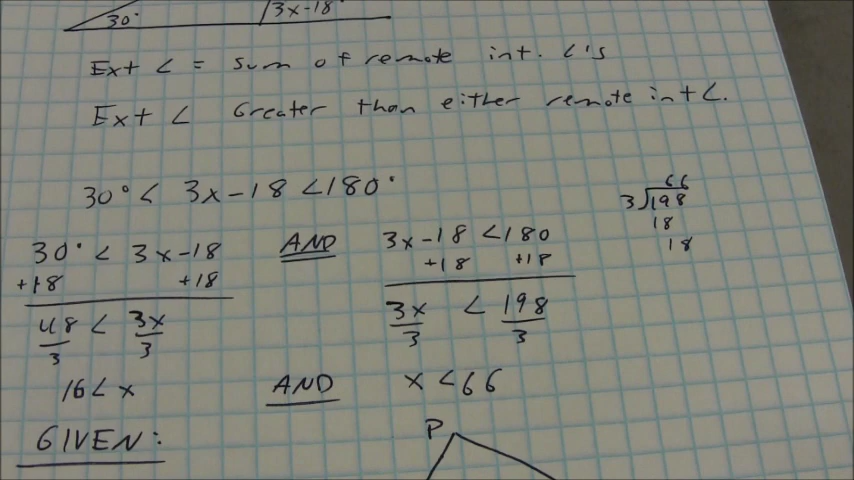 30° 3x-18
Ext < = sum of remote int. <'s
Ext < Greater than either remote int <.
30° < 3x-18 < 180°
66
3 198
18
18
30° < 3x-18 AND 3x-18 < 180
+18 +18 +18 +18
48 < 3x 3x < 198
3 3 3 3
16 < x AND x < 66
GIVEN: P